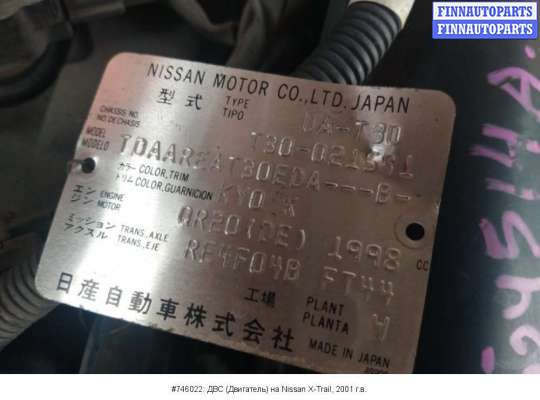 FINNAUTOPARTS
FINNAUTOPARTS
NISSAN MOTOR CO.,LTD.JAPAN
型式 TYPE TIPO UA-T30
CHASSIS NO.
NO DE CHASIS
MODEL
MODELO TDAARFAT30EDA---B-
カラー COLOR,TRIM
トリム COLOR,GUARNICION KY0,K
エンジン ENGINE MOTOR QR20(DE) 1998 CC
ミッション TRANS.,AXLE
アクスル TRANS.,EJE RE4F04B FT44
工場 PLANT PLANTA
日産自動車株式会社
MADE IN JAPAN
#746022: ДВС (Двигатель) на Nissan X-Trail, 2001 г.в.